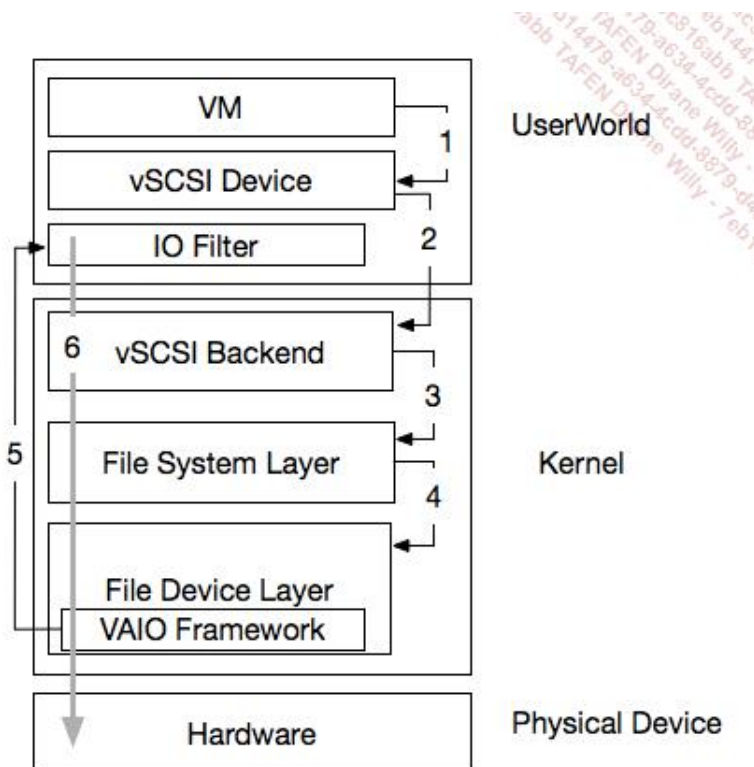 VM
1
UserWorld
vSCSI Device
2
IO Filter
6
vSCSI Backend
3
5
File System Layer
Kernel
4
File Device Layer
VAIO Framework
Hardware
Physical Device